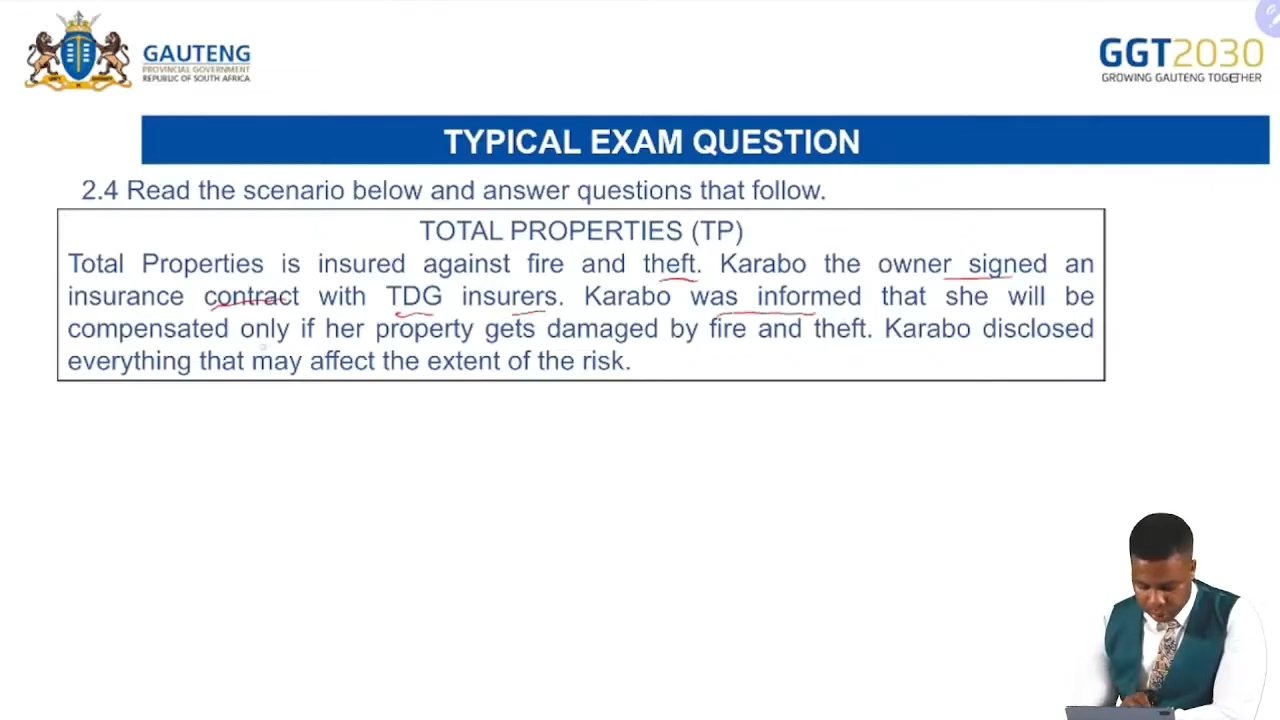 GAUTENG
PROVINCIAL GOVERNMENT
REPUBLIC OF SOUTH AFRICA
GGT2030
GROWING GAUTENG TOGETHER
TYPICAL EXAM QUESTION
2.4 Read the scenario below and answer questions that follow.
TOTAL PROPERTIES (TP)
Total Properties is insured against fire and theft. Karabo the owner signed an
insurance contract with TDG insurers. Karabo was informed that she will be
compensated only if her property gets damaged by fire and theft. Karabo disclosed
everything that may affect the extent of the risk.